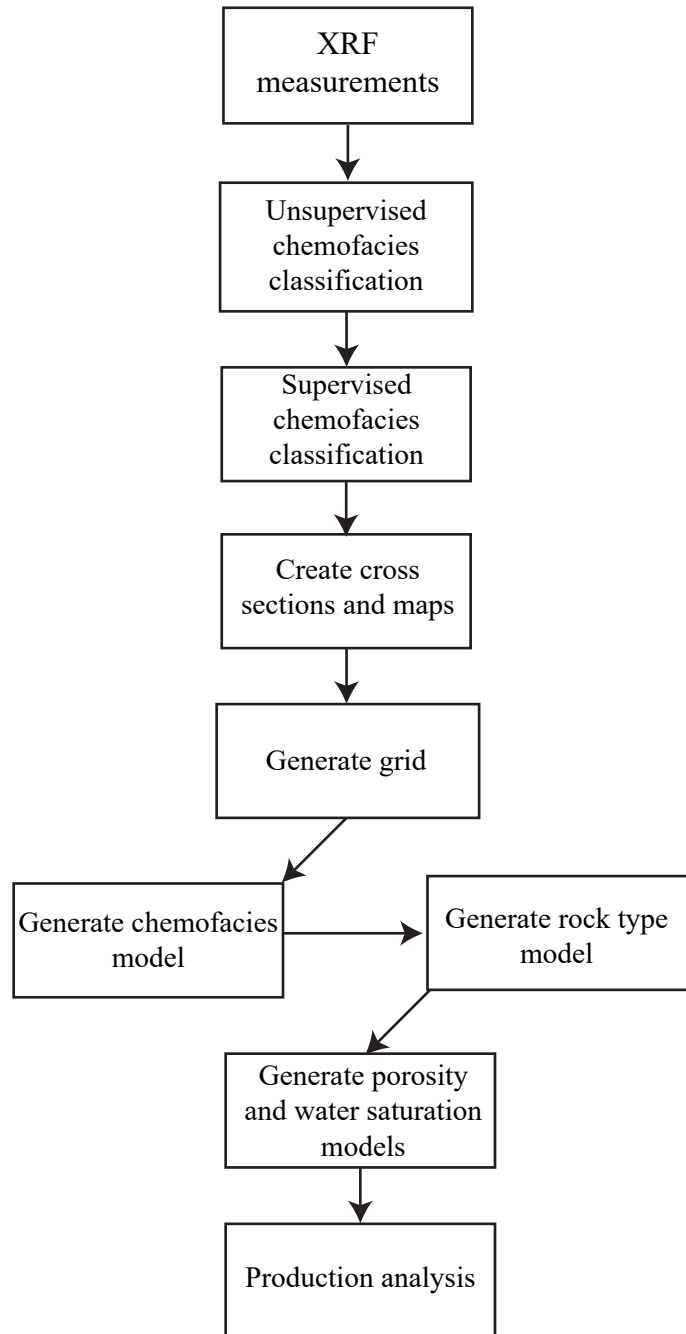 XRF
measurements
Unsupervised
chemofacies
classification
Supervised
chemofacies
classification
Create cross
sections and maps
Generate grid
Generate chemofacies
model
Generate rock type
model
Generate porosity
and water saturation
models
Production analysis